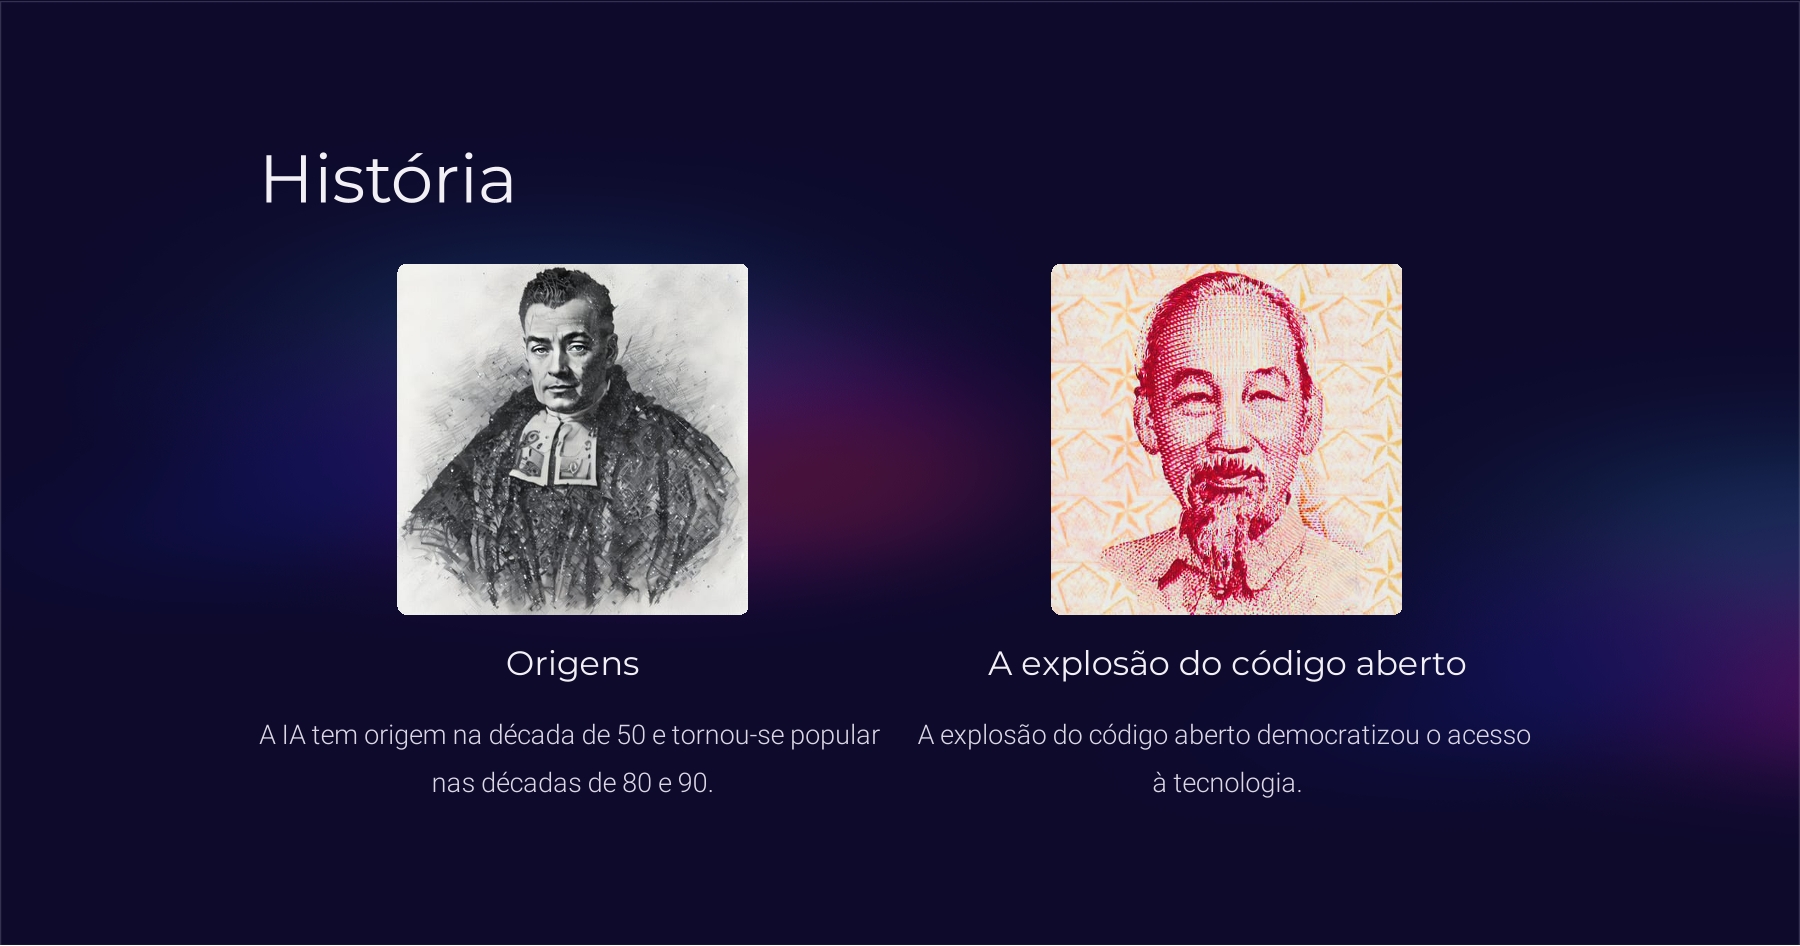 História
Origens
A IA tem origem na década de 50 e tornou-se popular
nas décadas de 80 e 90.
A explosão do código aberto
A explosão do código aberto democratizou o acesso
à tecnologia.